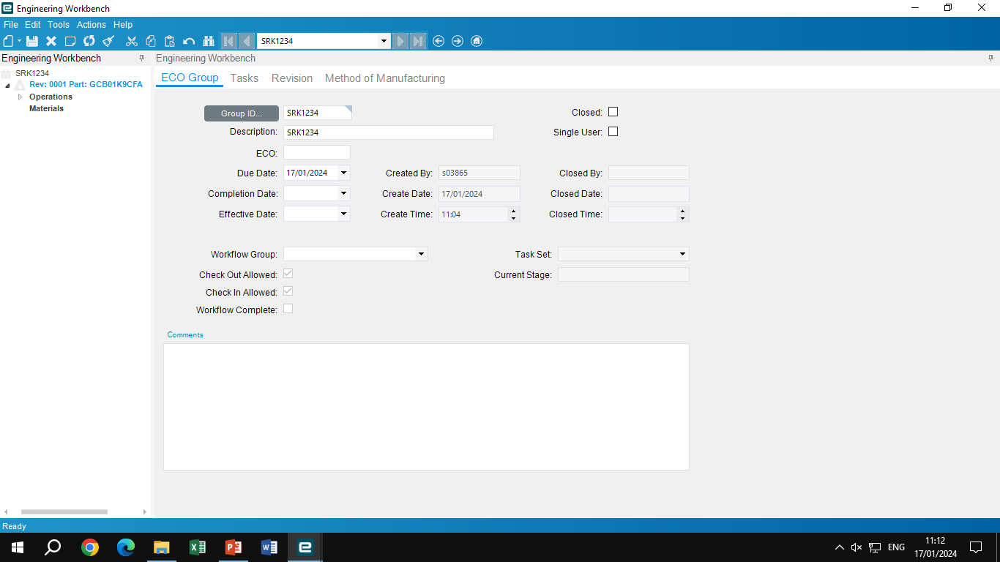 Engineering Workbench
File Edit Tools Actions Help
SRK1234
Engineering Workbench
SRK1234
Rev: 0001 Part: GCB01K9CFA
Operations
Materials
Engineering Workbench
ECO Group Tasks Revision Method of Manufacturing
Group ID... SRK1234 Closed:
Description: SRK1234 Single User:
ECO:
Due Date: 17/01/2024 Created By: s03865 Closed By:
Completion Date: Create Date: 17/01/2024 Closed Date:
Effective Date: Create Time: 11:04 Closed Time:
Workflow Group: Task Set:
Check Out Allowed: Current Stage:
Check In Allowed:
Workflow Complete:
Comments
Ready
ENG
11:12
17/01/2024